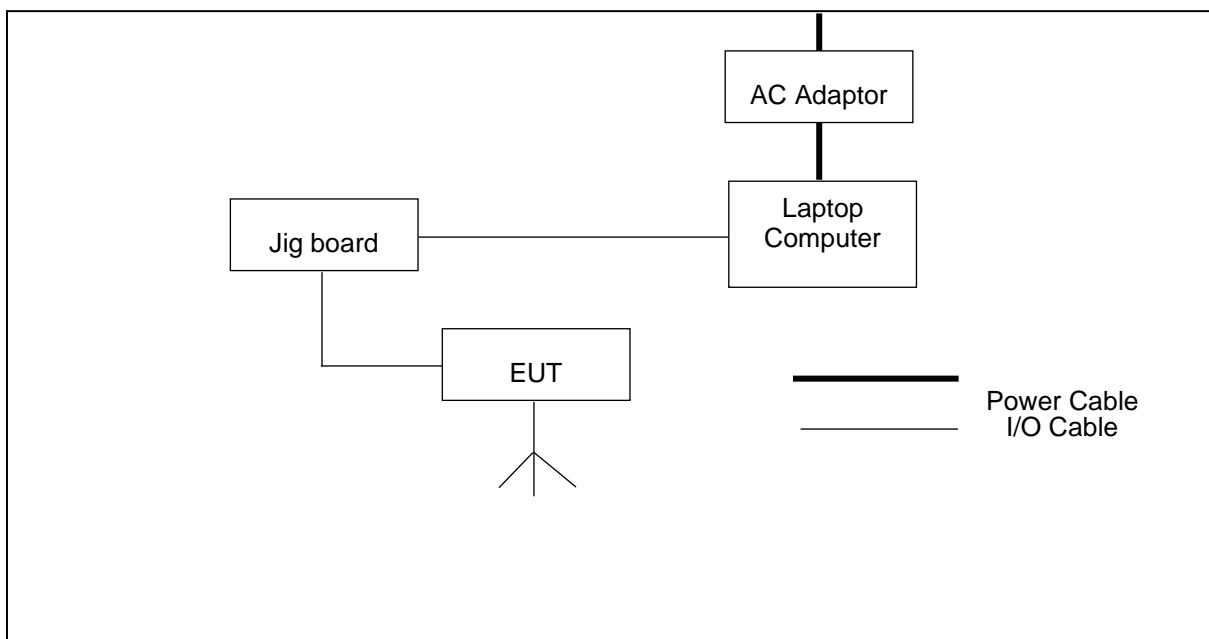 AC Adaptor
Laptop
Computer
Jig board
EUT
Power Cable
I/O Cable